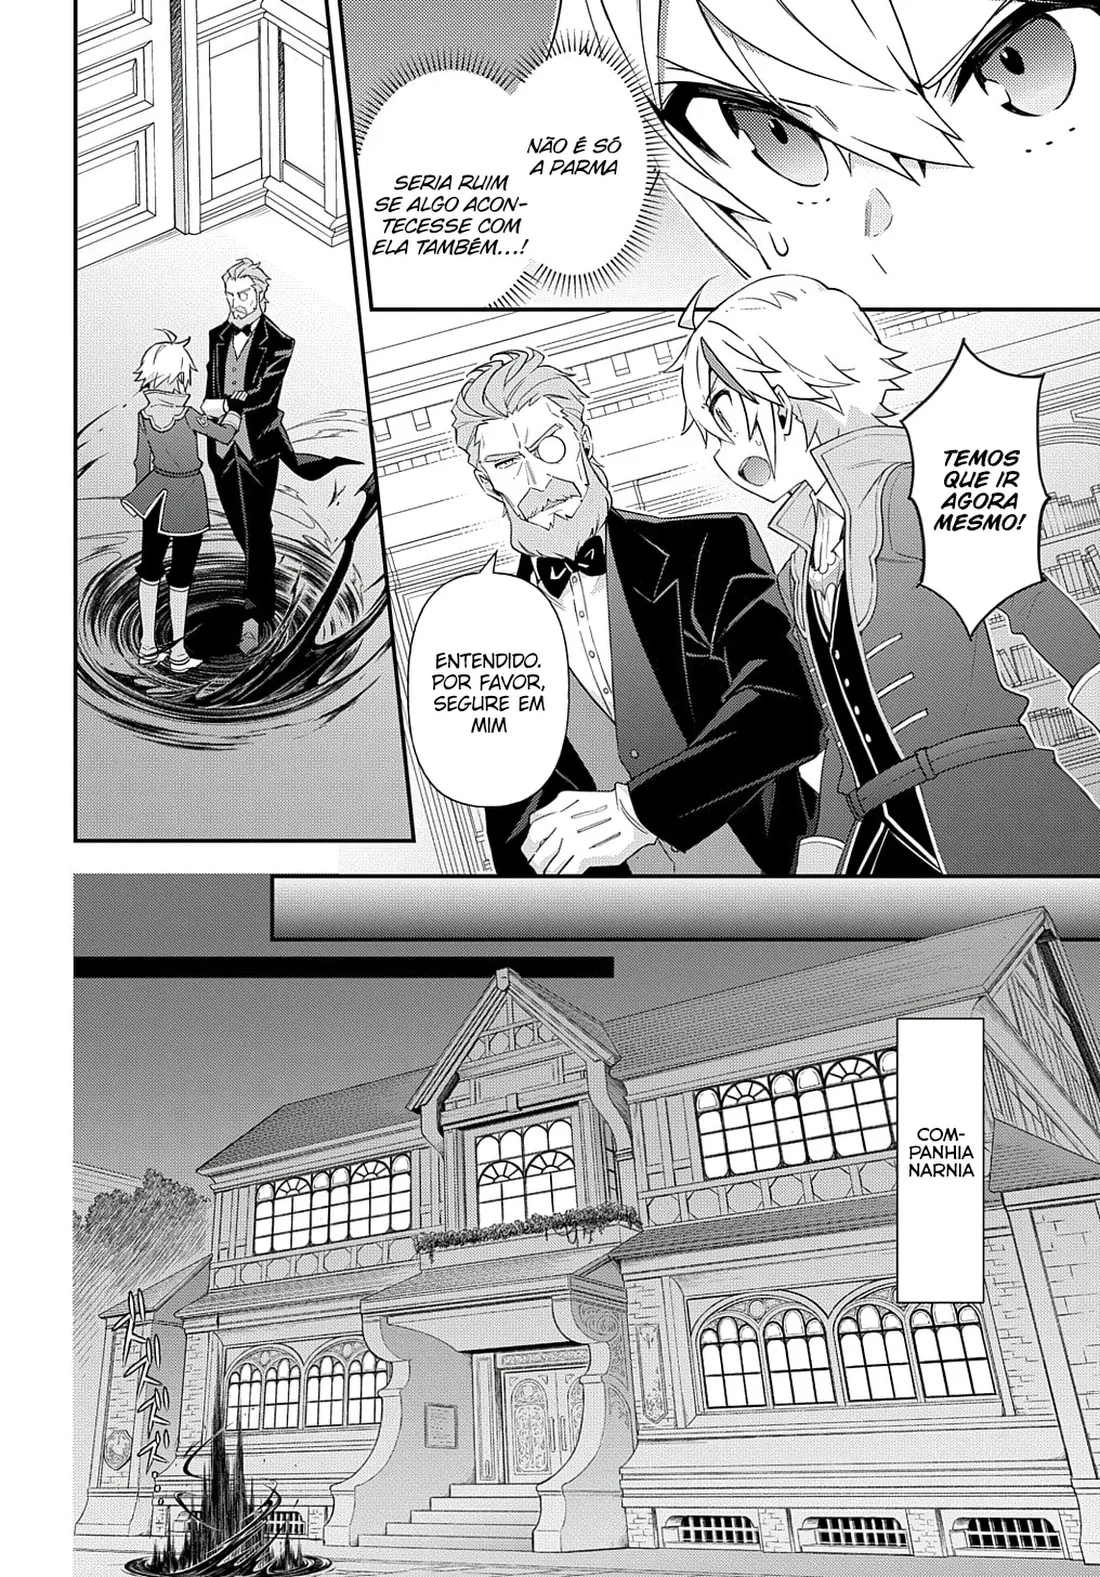 NÃO É SÓ
A PARMA
SERIA RUIM
SE ALGO ACON-
TECESSE COM
ELA TAMBÉM...!
TEMOS
QUE IR
AGORA
MESMO!
ENTENDIDO.
POR FAVOR,
SEGURE EM
MIM
COM-
PANHIA
NARNIA